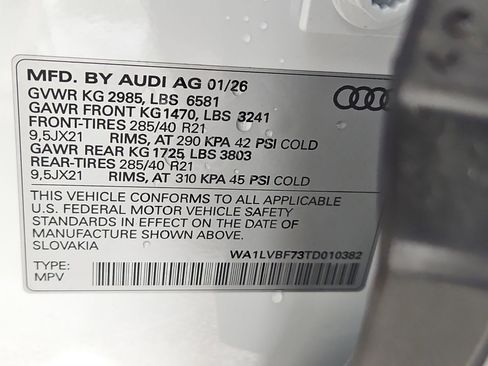 MFD. BY AUDI AG 01/26
GVWR KG 2985, LBS 6581
GAWR FRONT KG1470, LBS 3241
FRONT-TIRES 285/40 R21
9,5JX21 RIMS, AT 290 KPA 42 PSI COLD
GAWR REAR KG 1725, LBS 3803
REAR-TIRES 285/40 R21
9,5JX21 RIMS, AT 310 KPA 45 PSI COLD
THIS VEHICLE CONFORMS TO ALL APPLICABLE
U.S. FEDERAL MOTOR VEHICLE SAFETY
STANDARDS IN EFFECT ON THE DATE OF
MANUFACTURE SHOWN ABOVE.
SLOVAKIA WA1LVBF73TD010382
TYPE:
MPV